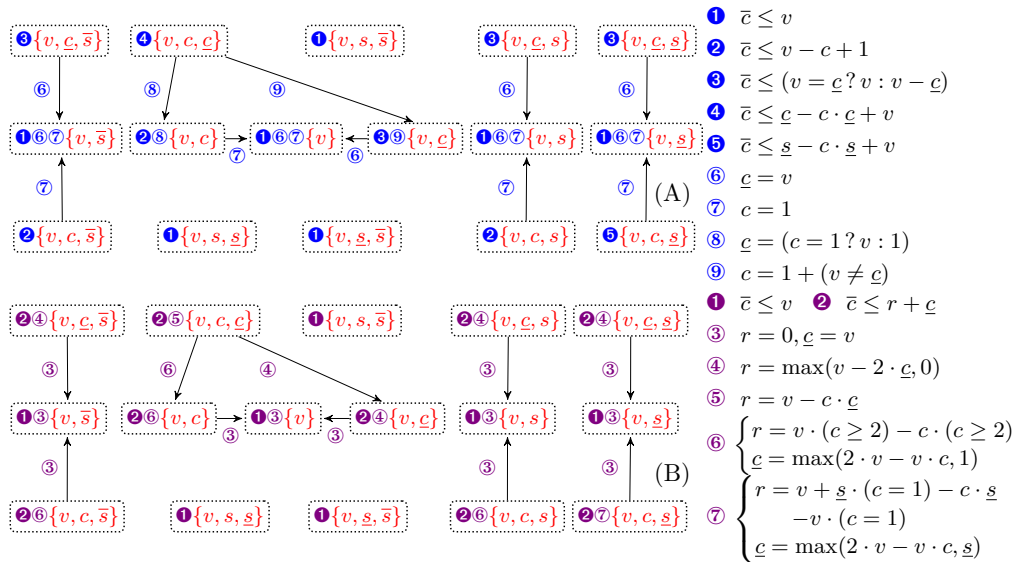 ❸{v, c̲, s̅} ❹{v, c, c̲} ❶{v, s, s̅} ❸{v, c̲, s} ❸{v, c̲, s̲}
⑥ ⑧ ⑨ ⑥ ⑥
❶⑥⑦{v, s̅} ❷⑧{v, c} ❶⑥⑦{v} ❸⑨{v, c̲} ❶⑥⑦{v, s} ❶⑥⑦{v, s̲}
⑦ ⑥
⑦ ⑦ ⑦ (A)
❷{v, c, s̅} ❶{v, s, s̲} ❶{v, s̲, s̅} ❷{v, c, s} ❺{v, c, s̲}
❷④{v, c̲, s̅} ❷⑤{v, c, c̲} ❶{v, s, s̅} ❷④{v, c̲, s} ❷④{v, c̲, s̲}
③ ⑥ ④ ③ ③
❶③{v, s̅} ❷⑥{v, c} ❶③{v} ❷④{v, c̲} ❶③{v, s} ❶③{v, s̲}
③ ③
③ ③ ③ (B)
❷⑥{v, c, s̅} ❶{v, s, s̲} ❶{v, s̲, s̅} ❷⑥{v, c, s} ❷⑦{v, c, s̲}
❶ c̅ ≤ v
❷ c̅ ≤ v − c + 1
❸ c̅ ≤ (v = c̲ ? v : v − c̲)
❹ c̅ ≤ c̲ − c · c̲ + v
❺ c̅ ≤ s̲ − c · s̲ + v
⑥ c̲ = v
⑦ c = 1
⑧ c̲ = (c = 1 ? v : 1)
⑨ c = 1 + (v ≠ c̲)
❶ c̅ ≤ v ❷ c̅ ≤ r + c̲
③ r = 0, c̲ = v
④ r = max(v − 2 · c̲, 0)
⑤ r = v − c · c̲
⑥ { r = v · (c ≥ 2) − c · (c ≥ 2)
c̲ = max(2 · v − v · c, 1)
⑦ { r = v + s̲ · (c = 1) − c · s̲
−v · (c = 1)
c̲ = max(2 · v − v · c, s̲)